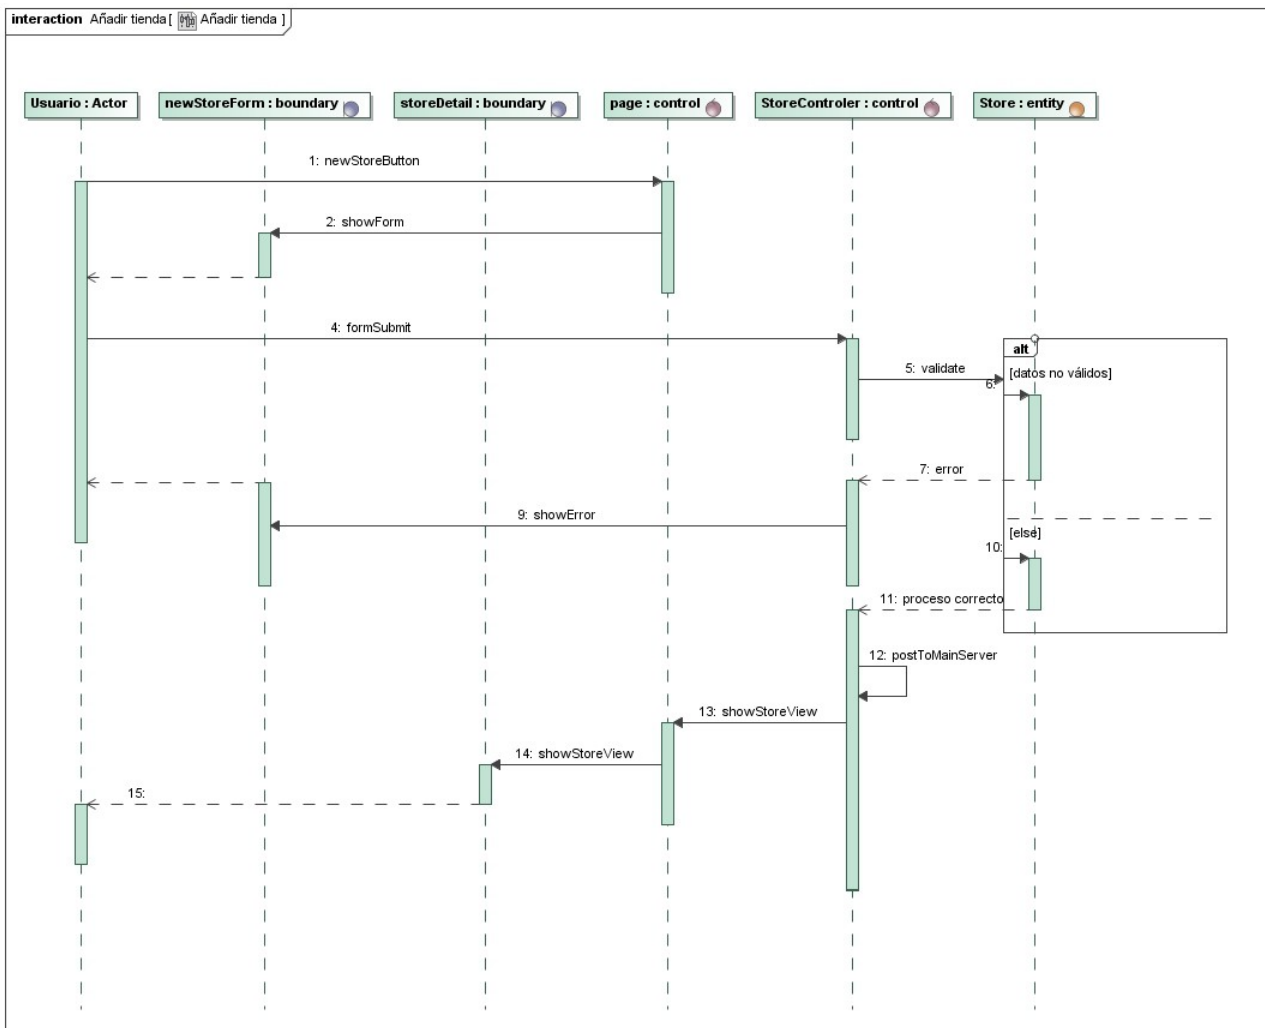 interaction Añadir tienda [ Añadir tienda ]
Usuario : Actor
newStoreForm : boundary
storeDetail : boundary
page : control
StoreControler : control
Store : entity
1: newStoreButton
2: showForm
4: formSubmit
alt
5: validate
[datos no válidos]
6:
7: error
9: showError
[else]
10:
11: proceso correcto
12: postToMainServer
13: showStoreView
14: showStoreView
15: